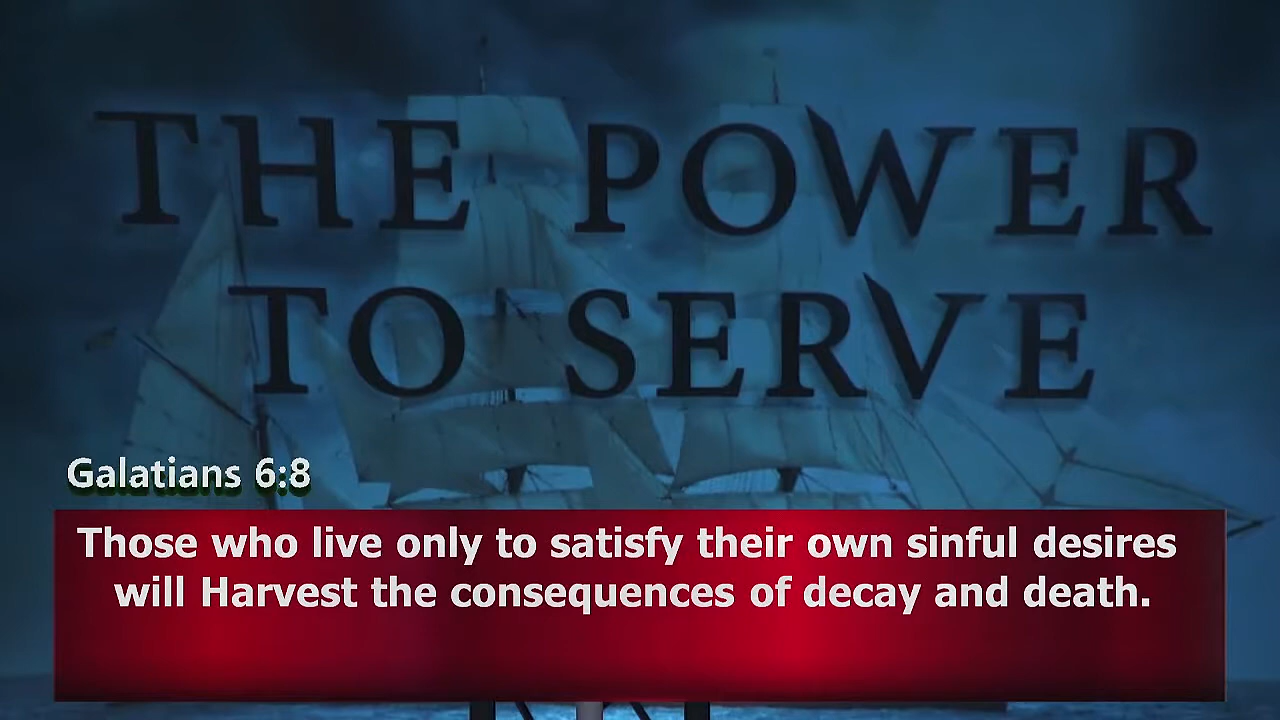 THE POWER
TO SERVE
Galatians 6:8
Those who live only to satisfy their own sinful desires
will Harvest the consequences of decay and death.